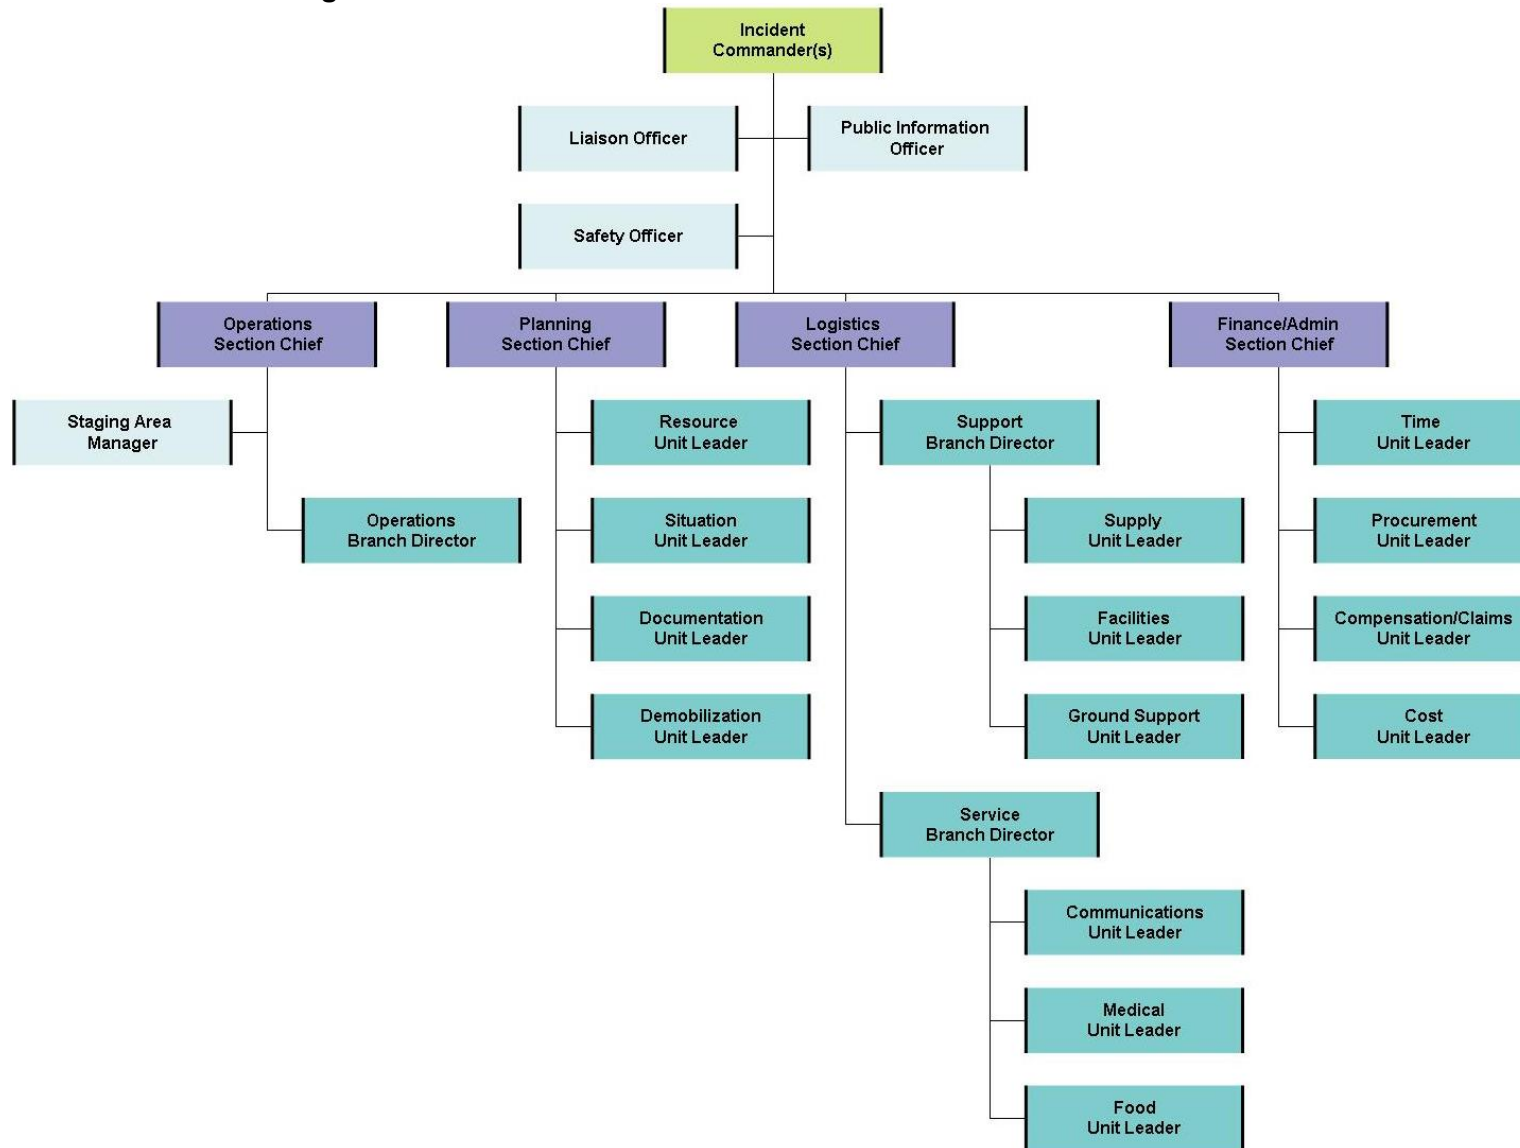 Incident
Commander(s)
Liaison Officer
Public Information
Officer
Safety Officer
Operations
Section Chief
Planning
Section Chief
Logistics
Section Chief
Finance/Admin
Section Chief
Staging Area
Manager
Resource
Unit Leader
Support
Branch Director
Time
Unit Leader
Operations
Branch Director
Situation
Unit Leader
Supply
Unit Leader
Procurement
Unit Leader
Documentation
Unit Leader
Facilities
Unit Leader
Compensation/Claims
Unit Leader
Demobilization
Unit Leader
Ground Support
Unit Leader
Cost
Unit Leader
Service
Branch Director
Communications
Unit Leader
Medical
Unit Leader
Food
Unit Leader